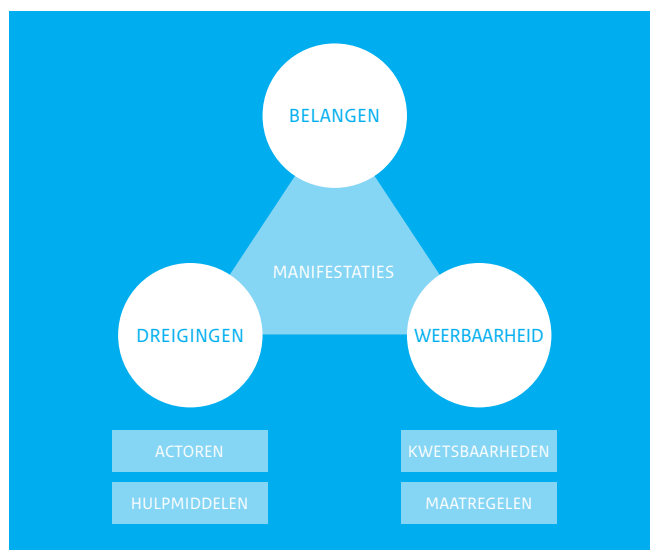 BELANGEN
MANIFESTATIES
DREIGINGEN
WEERBAARHEID
ACTOREN
KWETSBAARHEDEN
HULPMIDDELEN
MAATREGELEN